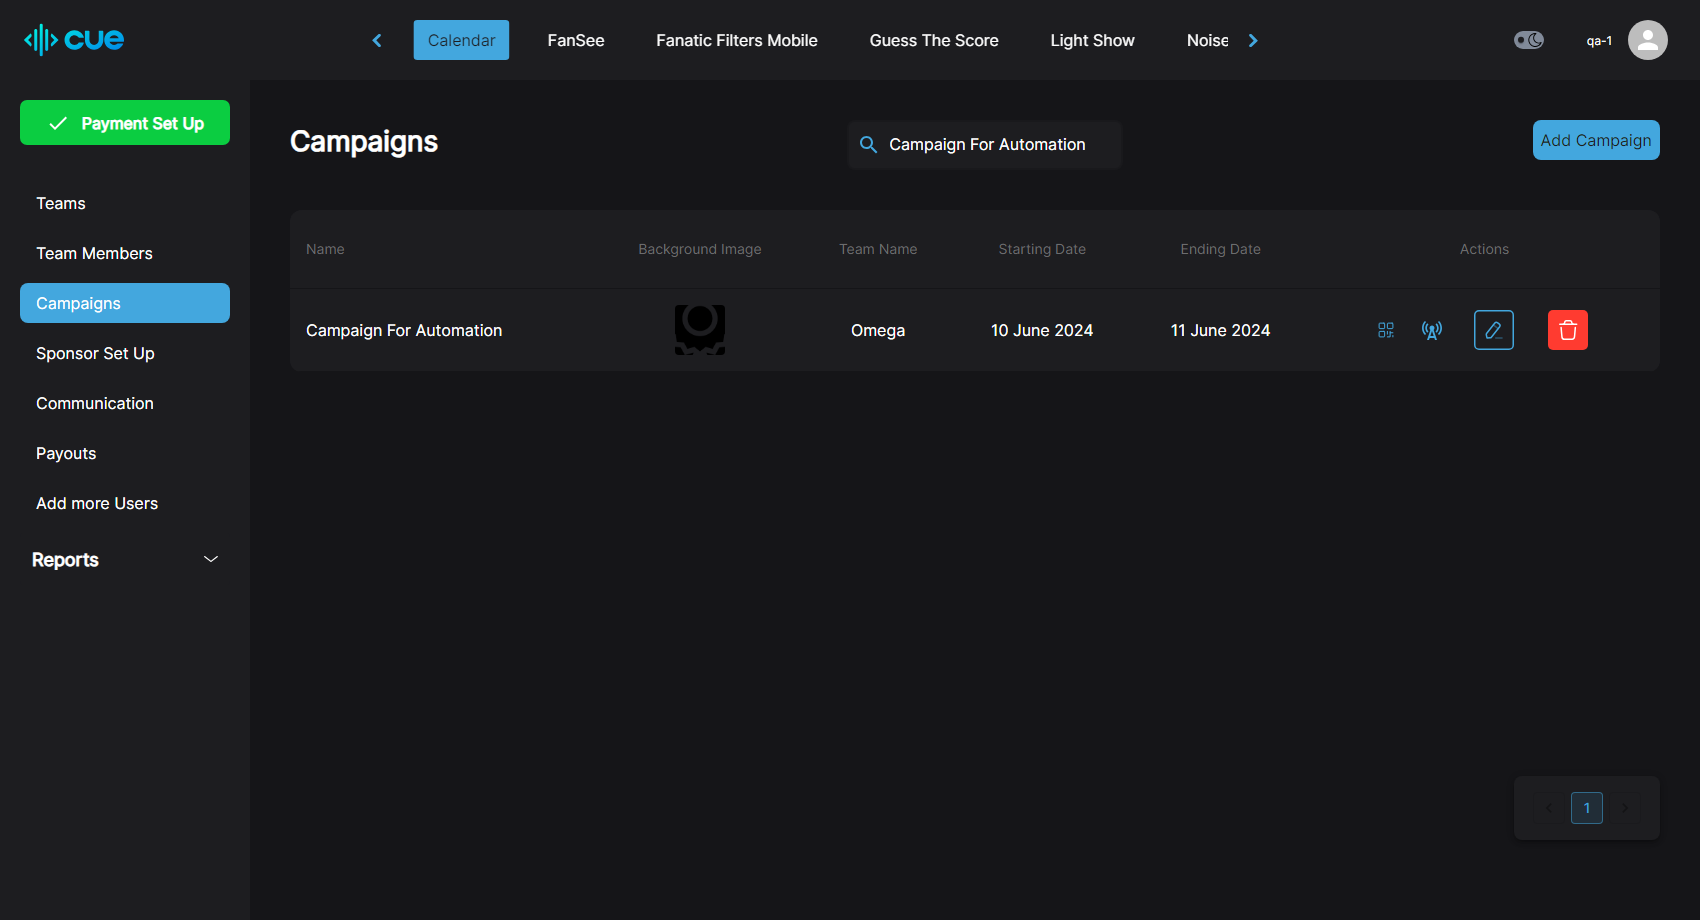 cue
Calendar FanSee Fanatic Filters Mobile Guess The Score Light Show Noise
qa-1
Payment Set Up
Teams
Team Members
Campaigns
Sponsor Set Up
Communication
Payouts
Add more Users
Reports
Campaigns
Campaign For Automation
Add Campaign
Name Background Image Team Name Starting Date Ending Date Actions
Campaign For Automation Omega 10 June 2024 11 June 2024
1